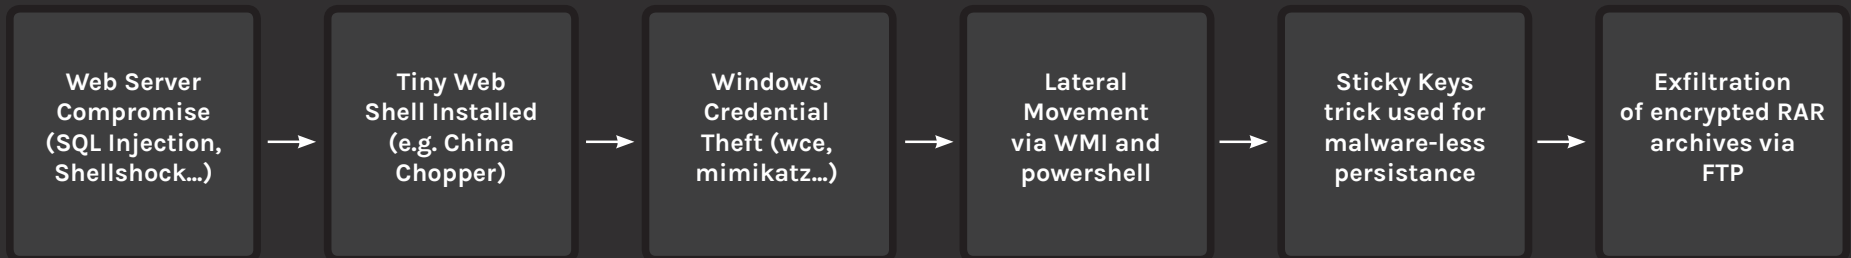 Web Server
Compromise
(SQL Injection,
Shellshock…)
Tiny Web
Shell Installed
(e.g. China
Chopper)
Windows
Credential
Theft (wce,
mimikatz…)
Lateral
Movement
via WMI and
powershell
Sticky Keys
trick used for
malware-less
persistance
Exfiltration
of encrypted RAR
archives via
FTP